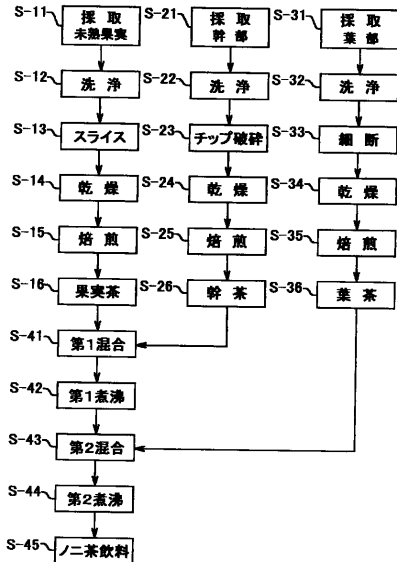 S-11
採 取
未熟果実
S-21
採 取
幹 部
S-31
採 取
葉 部
S-12
洗 浄
S-22
洗 浄
S-32
洗 浄
S-13
スライス
S-23
チップ破砕
S-33
細 断
S-14
乾 燥
S-24
乾 燥
S-34
乾 燥
S-15
焙 煎
S-25
焙 煎
S-35
焙 煎
S-16
果実茶
S-26
幹 茶
S-36
葉 茶
S-41
第1混合
S-42
第1煮沸
S-43
第2混合
S-44
第2煮沸
S-45
ノニ茶飲料